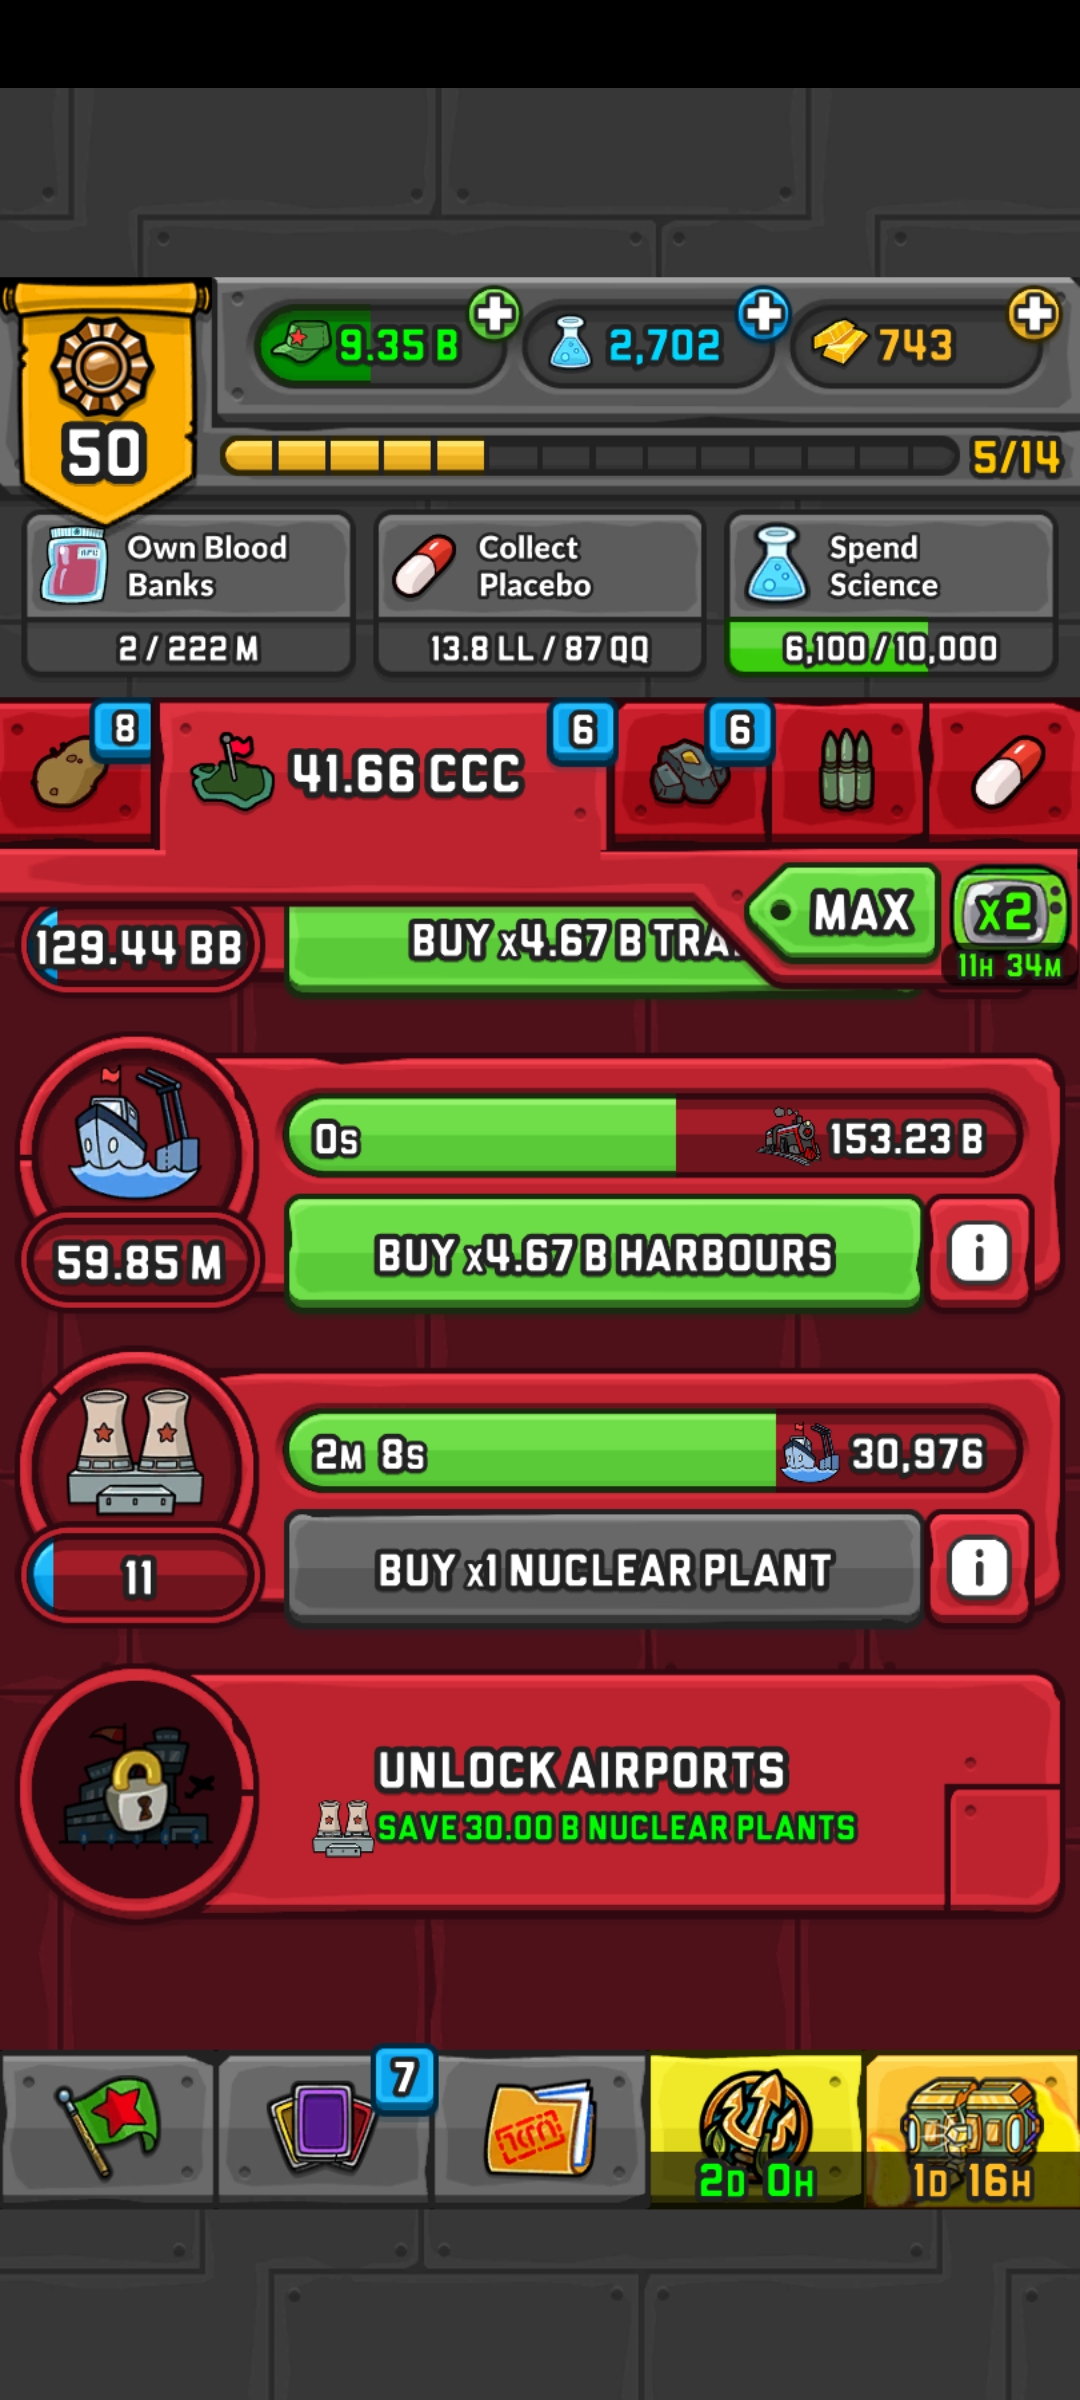 9.35 B
2,702
743
50
5/14
Own Blood
Banks
2 / 222 M
Collect
Placebo
13.8 LL / 87 QQ
Spend
Science
6,100 / 10,000
8
41.66 CCC
6
6
MAX
x2
11H 34M
129.44 BB
BUY x4.67 B
0S
153.23 B
59.85 M
BUY x4.67 B HARBOURS
i
2M 8S
30,976
11
BUY x1 NUCLEAR PLANT
i
UNLOCK AIRPORTS
SAVE 30.00 B NUCLEAR PLANTS
7
2D 0H
1D 16H